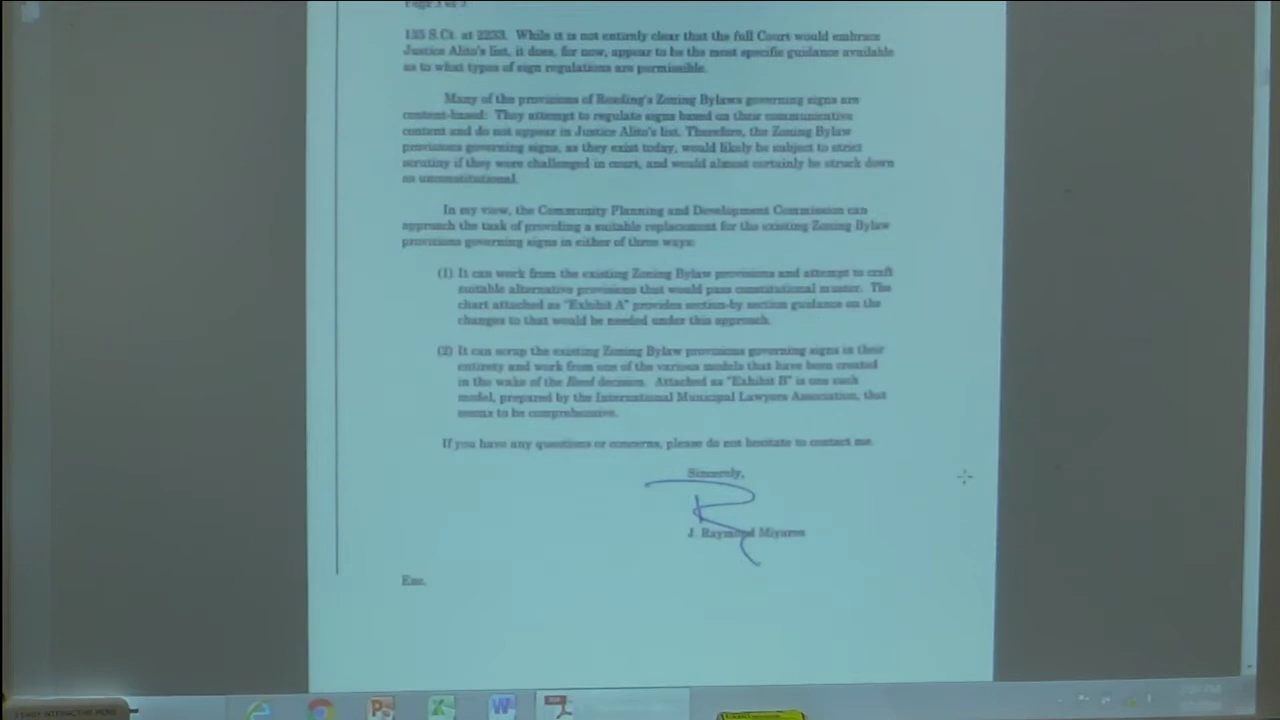 135 S.Ct. at 2233. While it is not entirely clear that the full Court would embrace
Justice Alito's list, it does, for now, appear to be the most specific guidance available
as to what types of sign regulations are permissible.
Many of the provisions of Reading's Zoning Bylaws governing signs are
content-based: They attempt to regulate signs based on their communicative
content and do not appear in Justice Alito's list. Therefore, the Zoning Bylaw
provisions governing signs, as they exist today, would likely be subject to strict
scrutiny if they were challenged in court, and would almost certainly be struck down
as unconstitutional.
In my view, the Community Planning and Development Commission can
approach the task of providing a suitable replacement for the existing Zoning Bylaw
provisions governing signs in either of three ways:
(1) It can work from the existing Zoning Bylaw provisions and attempt to craft
suitable alternative provisions that would pass constitutional muster. The
chart attached as "Exhibit A" provides section-by section guidance on the
changes to that would be needed under this approach.
(2) It can scrap the existing Zoning Bylaw provisions governing signs in their
entirety and work from one of the various models that have been created
in the wake of the Reed decision. Attached as "Exhibit B" is one such
model, prepared by the International Municipal Lawyers Association, that
seems to be comprehensive.
If you have any questions or concerns, please do not hesitate to contact me.
Sincerely,
J. Raymond Miyares
Enc.